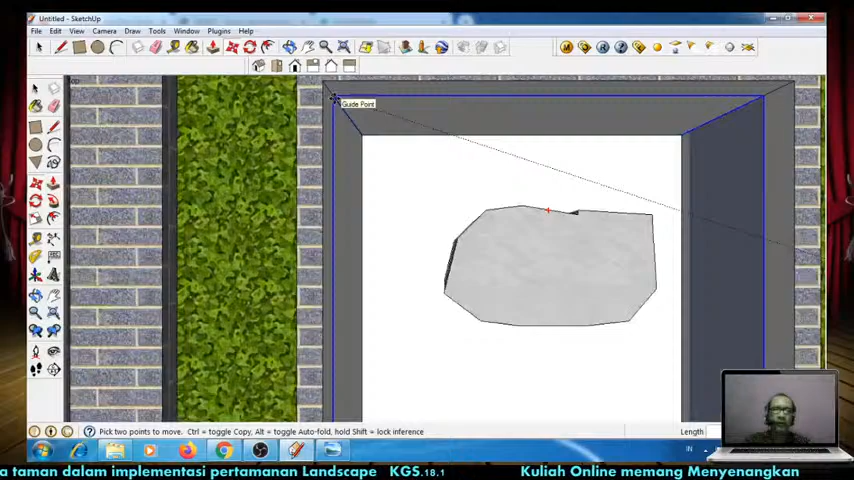 Untitled - SketchUp
File Edit View Camera Draw Tools Window Plugins Help
Guide Point
Pick two points to move. Ctrl = toggle Copy, Alt = toggle Auto-fold, hold Shift = lock inference
Length
IN
a taman dalam implementasi pertamanan Landscape KGS.18.1 Kuliah Online memang Menyenangkan